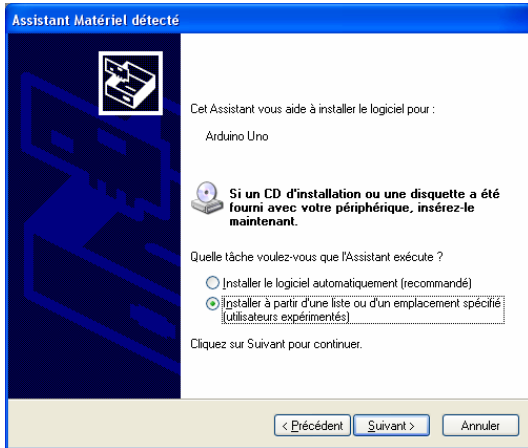 Assistant Matériel détecté
Cet Assistant vous aide à installer le logiciel pour :
Arduino Uno
Si un CD d'installation ou une disquette a été
fourni avec votre périphérique, insérez-le
maintenant.
Quelle tâche voulez-vous que l'Assistant exécute ?
Installer le logiciel automatiquement (recommandé)
Installer à partir d'une liste ou d'un emplacement spécifié
(utilisateurs expérimentés)
Cliquez sur Suivant pour continuer.
< Précédent Suivant > Annuler